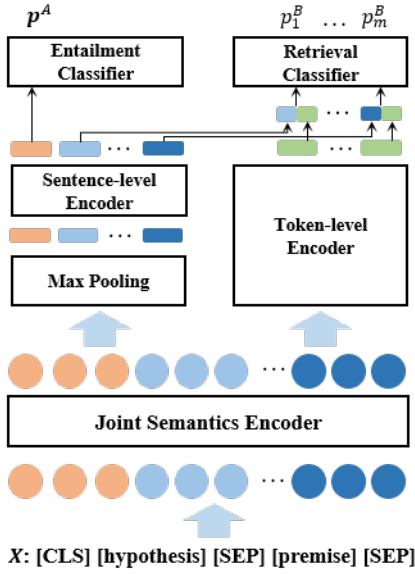 p^A
p_1^B ... p_m^B
Entailment Classifier
Retrieval Classifier
...
...
...
Sentence-level Encoder
Token-level Encoder
...
Max Pooling
...
Joint Semantics Encoder
...
X: [CLS] [hypothesis] [SEP] [premise] [SEP]